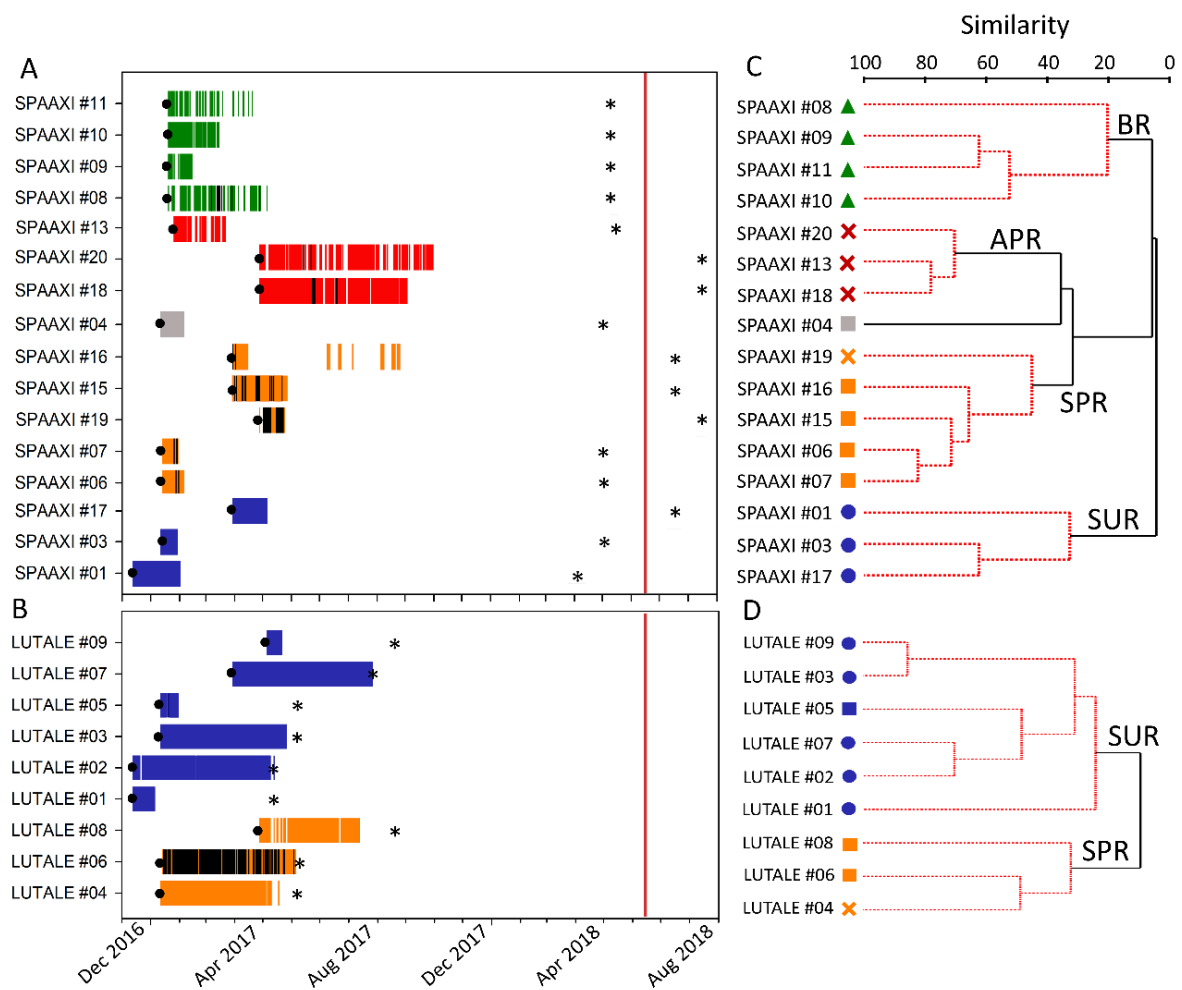 Similarity
A
C
100 80 60 40 20 0
SPAAXI #11
SPAAXI #10
SPAAXI #09
SPAAXI #08
SPAAXI #13
SPAAXI #20
SPAAXI #18
SPAAXI #04
SPAAXI #16
SPAAXI #15
SPAAXI #19
SPAAXI #07
SPAAXI #06
SPAAXI #17
SPAAXI #03
SPAAXI #01
SPAAXI #08
SPAAXI #09
SPAAXI #11
SPAAXI #10
SPAAXI #20
SPAAXI #13
SPAAXI #18
SPAAXI #04
SPAAXI #19
SPAAXI #16
SPAAXI #15
SPAAXI #06
SPAAXI #07
SPAAXI #01
SPAAXI #03
SPAAXI #17
BR
APR
SPR
SUR
B
LUTALE #09
LUTALE #07
LUTALE #05
LUTALE #03
LUTALE #02
LUTALE #01
LUTALE #08
LUTALE #06
LUTALE #04
Dec 2016
Apr 2017
Aug 2017
Dec 2017
Apr 2018
Aug 2018
D
LUTALE #09
LUTALE #03
LUTALE #05
LUTALE #07
LUTALE #02
LUTALE #01
LUTALE #08
LUTALE #06
LUTALE #04
SUR
SPR